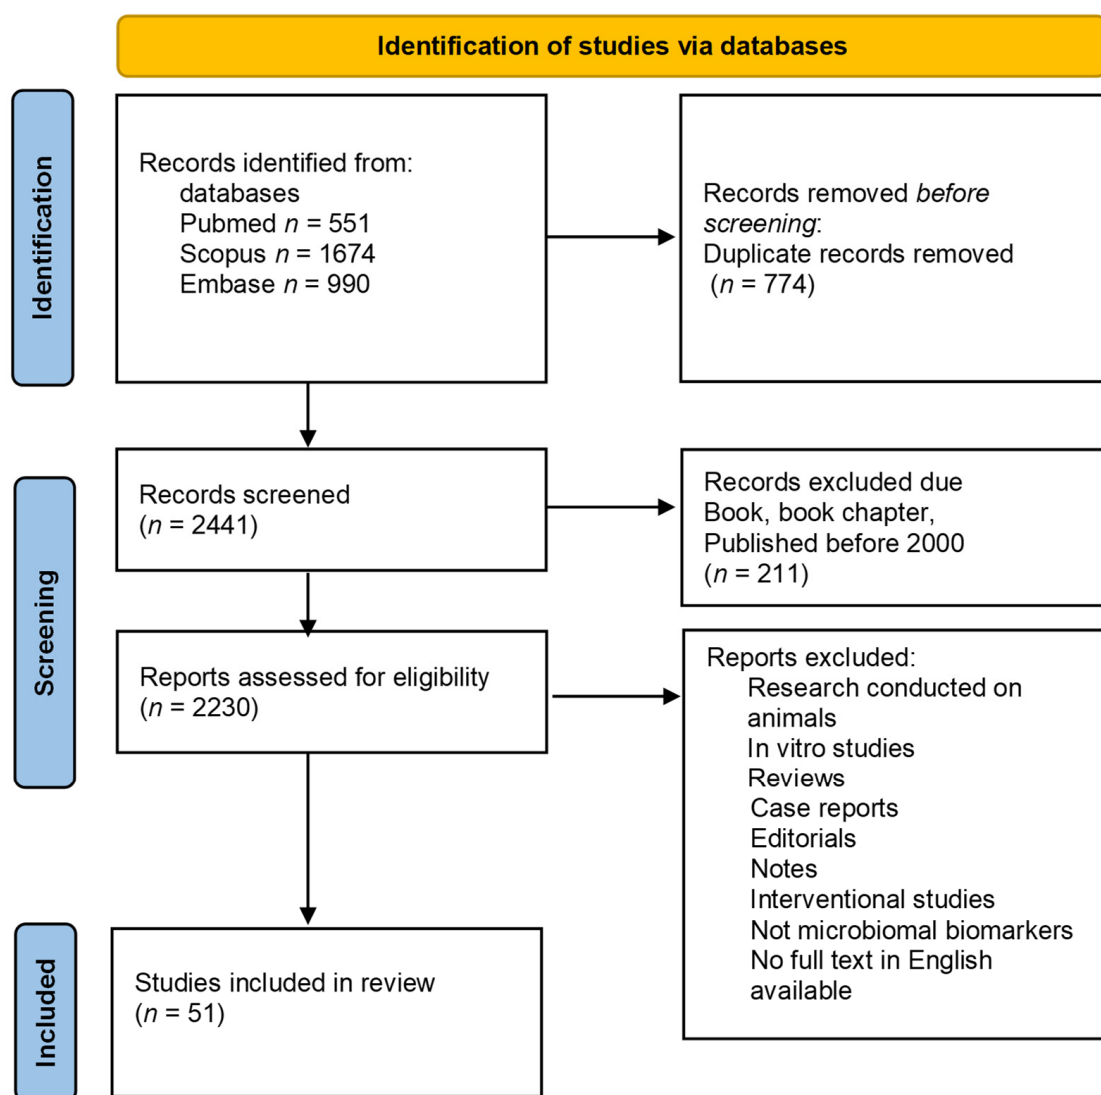 Identification of studies via databases
Identification
Records identified from:
databases
Pubmed n = 551
Scopus n = 1674
Embase n = 990
Records removed before
screening:
Duplicate records removed
(n = 774)
Screening
Records screened
(n = 2441)
Records excluded due
Book, book chapter,
Published before 2000
(n = 211)
Reports assessed for eligibility
(n = 2230)
Reports excluded:
Research conducted on
animals
In vitro studies
Reviews
Case reports
Editorials
Notes
Interventional studies
Not microbiomal biomarkers
No full text in English
available
Included
Studies included in review
(n = 51)